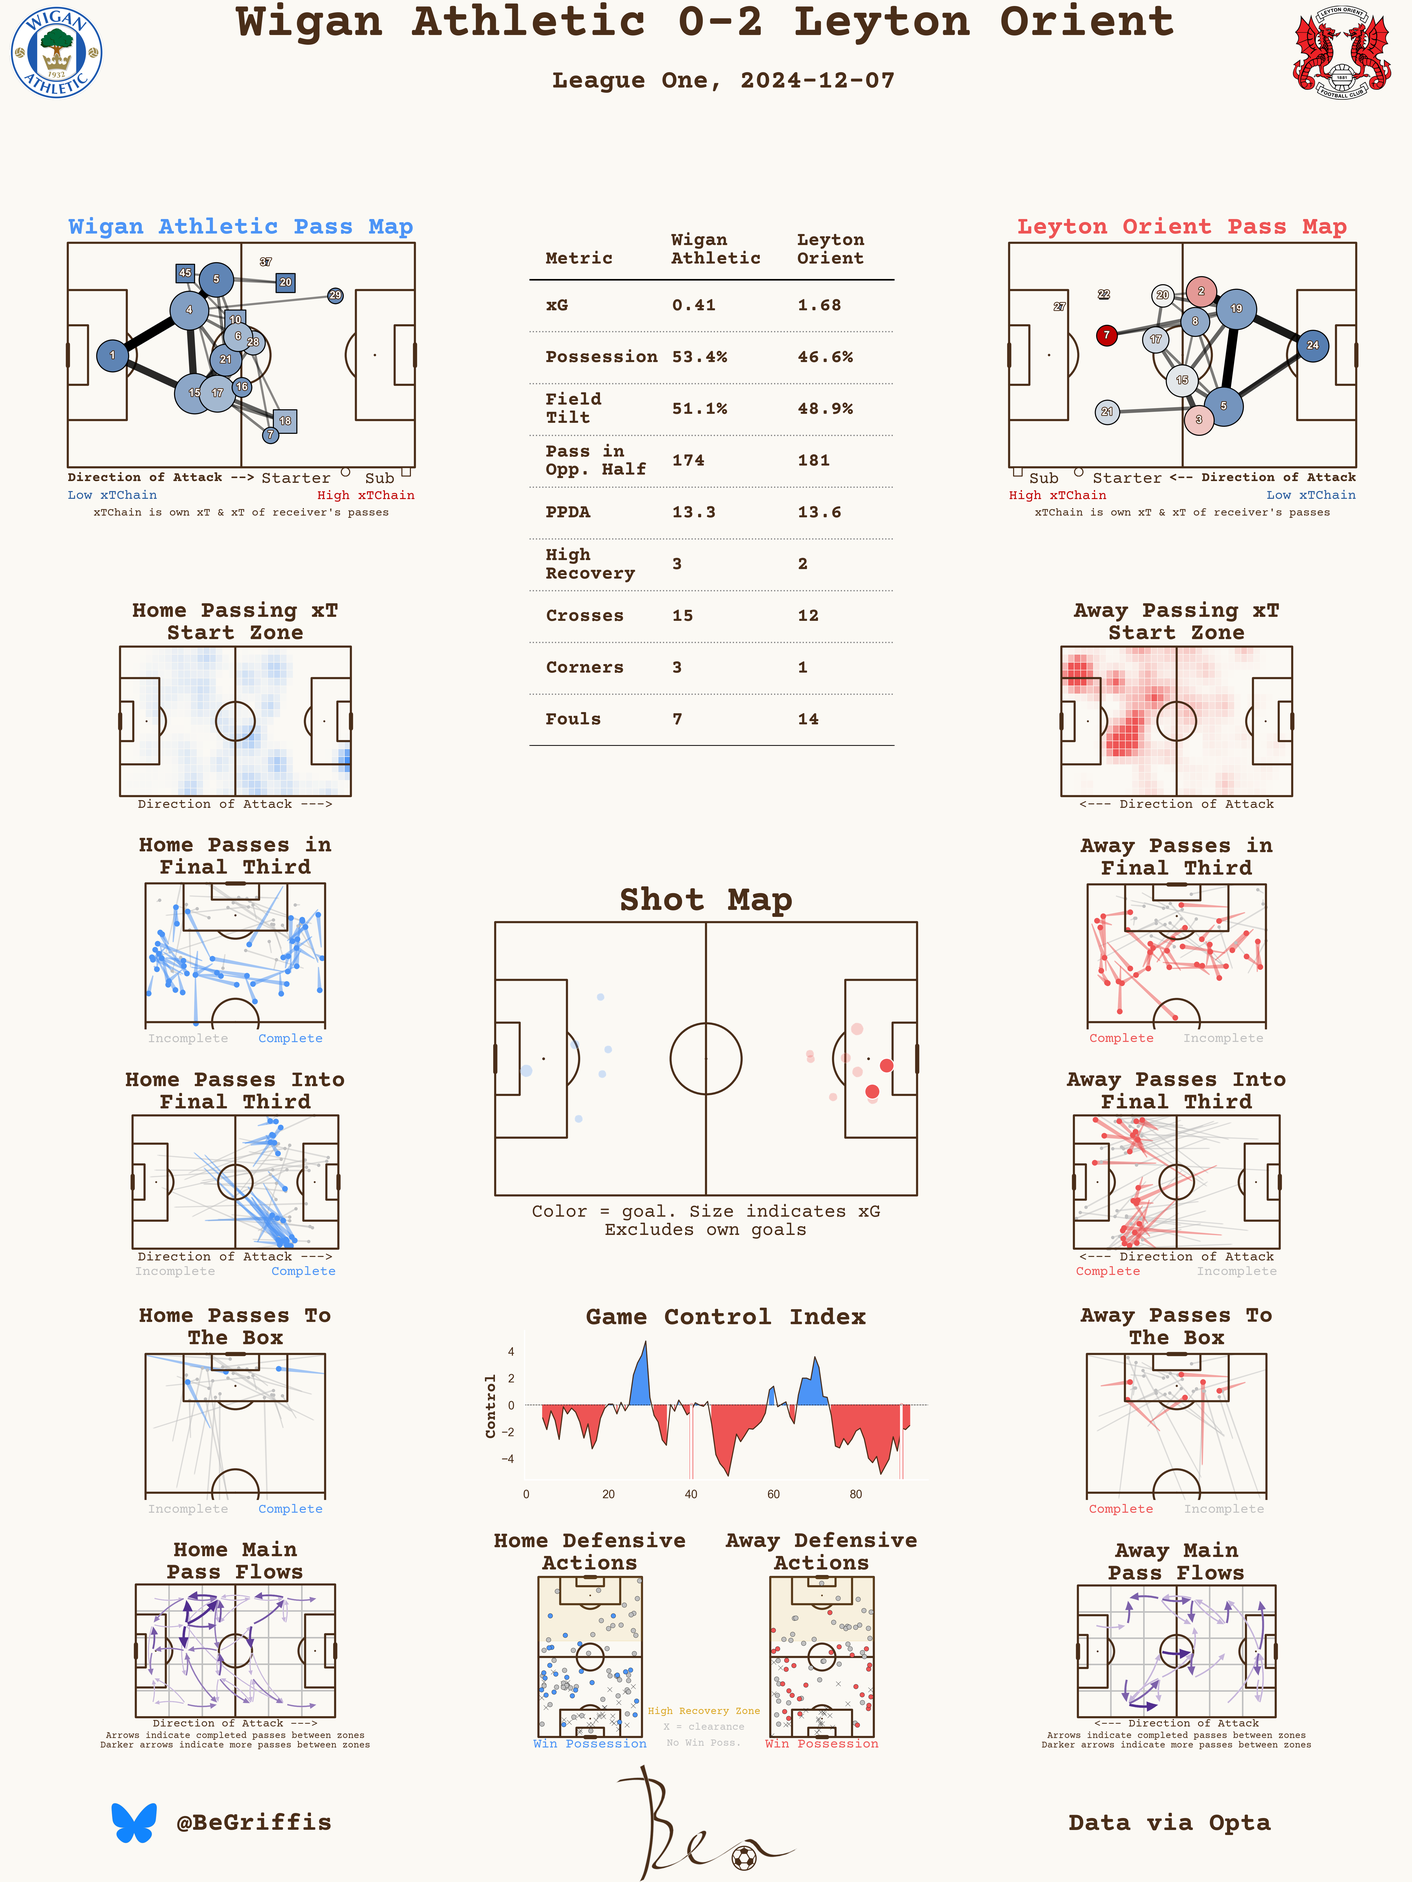 Wigan Athletic 0-2 Leyton Orient
League One, 2024-12-07
WIGAN
1932
ATHLETIC
LEYTON ORIENT
1881
FOOTBALL CLUB
Wigan Athletic Pass Map
45
5
37
20
29
4
10
6
28
1
21
15
17
16
18
7
Direction of Attack --> Starter Sub
Low xTChain High xTChain
xTChain is own xT & xT of receiver's passes
Metric Wigan Athletic Leyton Orient
xG 0.41 1.68
Possession 53.4% 46.6%
Field Tilt 51.1% 48.9%
Pass in Opp. Half 174 181
PPDA 13.3 13.6
High Recovery 3 2
Crosses 15 12
Corners 3 1
Fouls 7 14
Leyton Orient Pass Map
22
20
2
27
19
8
7
17
24
15
21
5
3
Sub Starter <-- Direction of Attack
High xTChain Low xTChain
xTChain is own xT & xT of receiver's passes
Home Passing xT
Start Zone
Direction of Attack --->
Away Passing xT
Start Zone
<--- Direction of Attack
Home Passes in
Final Third
Incomplete Complete
Away Passes in
Final Third
Complete Incomplete
Shot Map
Color = goal. Size indicates xG
Excludes own goals
Home Passes Into
Final Third
Direction of Attack --->
Incomplete Complete
Away Passes Into
Final Third
<--- Direction of Attack
Complete Incomplete
Home Passes To
The Box
Incomplete Complete
Game Control Index
Control
4
2
0
−2
−4
0 20 40 60 80
Away Passes To
The Box
Complete Incomplete
Home Main
Pass Flows
Direction of Attack --->
Arrows indicate completed passes between zones
Darker arrows indicate more passes between zones
Home Defensive
Actions
Win Possession
High Recovery Zone
X = clearance
No Win Poss.
Away Defensive
Actions
Win Possession
Away Main
Pass Flows
<--- Direction of Attack
Arrows indicate completed passes between zones
Darker arrows indicate more passes between zones
@BeGriffis
Ben
Data via Opta